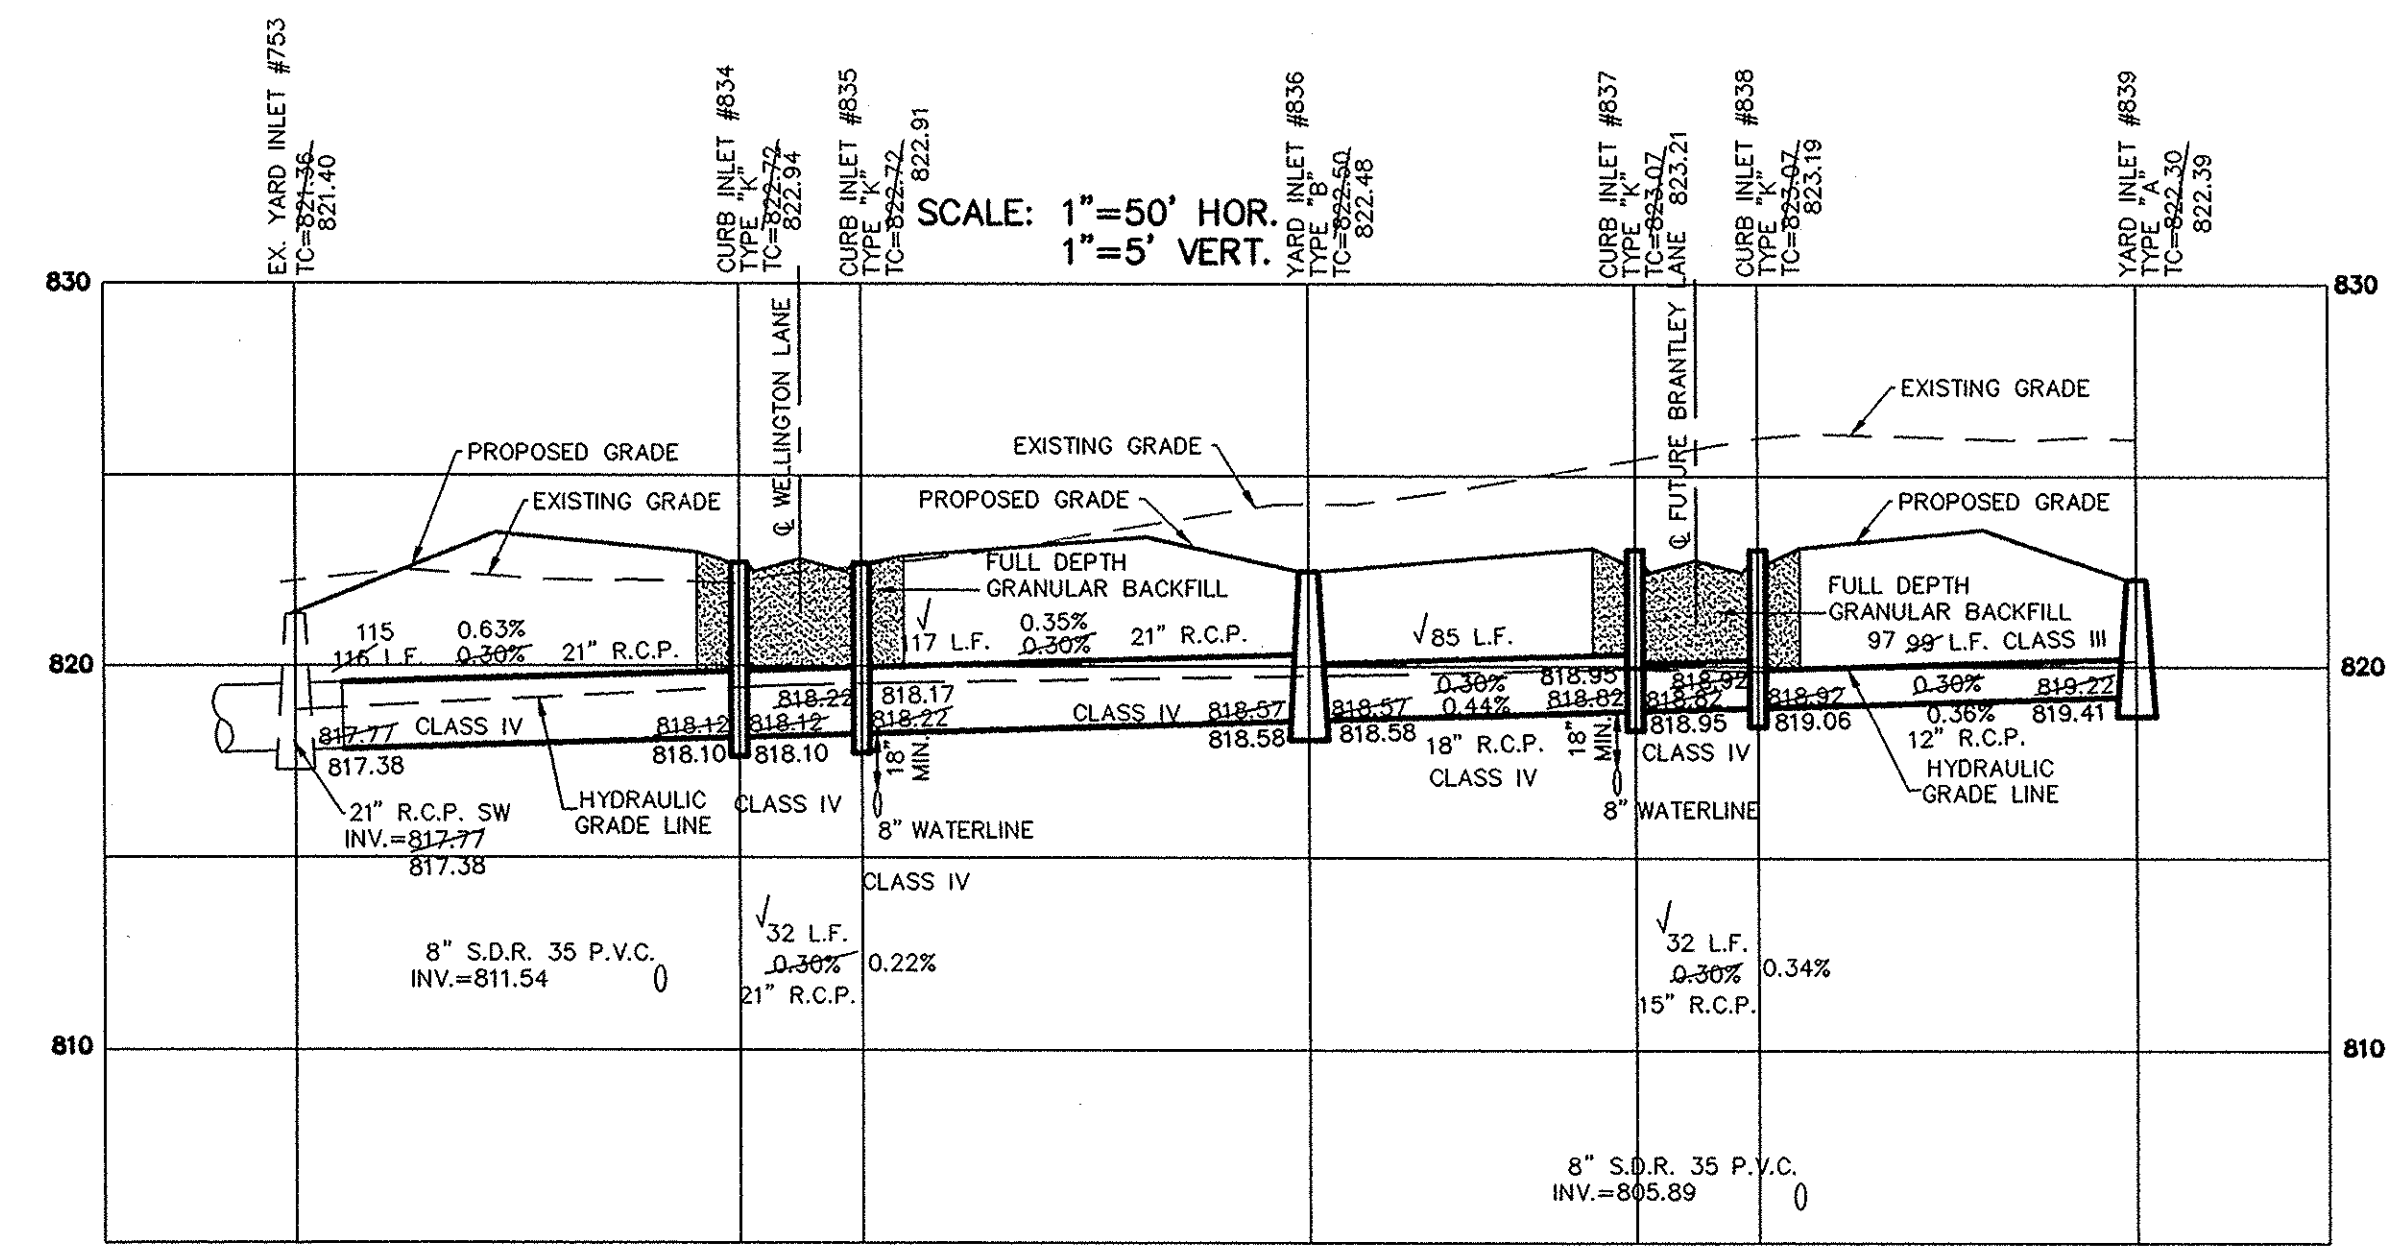 EX. YARD INLET #753
TC=821.36
821.40
CURB INLET #834
TYPE "K"
TC=822.72
822.94
CURB INLET #835
TYPE "K"
TC=822.72
822.91
SCALE: 1"=50' HOR.
1"=5' VERT.
YARD INLET #836
TYPE "B"
TC=822.50
822.48
CURB INLET #837
TYPE "K"
TC=823.07
823.21
CURB INLET #838
TYPE "K"
TC=823.07
823.19
YARD INLET #839
TYPE "A"
TC=822.30
822.39
830
830
℄ WELLINGTON LANE
℄ FUTURE BRANTLEY LANE
EXISTING GRADE
PROPOSED GRADE
EXISTING GRADE
EXISTING GRADE
PROPOSED GRADE
PROPOSED GRADE
FULL DEPTH
GRANULAR BACKFILL
FULL DEPTH
GRANULAR BACKFILL
115
116 L.F.
0.63%
0.30%
21" R.C.P.
√
117 L.F.
0.35%
0.30%
21" R.C.P.
√85 L.F.
97 99 L.F. CLASS III
820
820
817.77
817.38
CLASS IV
818.12
818.10
818.12
818.10
818.22
818.17
818.22
18"
MIN.
CLASS IV
818.57
818.58
818.57
818.58
0.30%
0.44%
18" R.C.P.
CLASS IV
818.95
818.82
18"
MIN.
818.92
818.82
818.95
CLASS IV
818.92
819.06
0.30%
0.36%
12" R.C.P.
819.22
819.41
HYDRAULIC
GRADE LINE
21" R.C.P. SW
INV.=817.77
817.38
HYDRAULIC
GRADE LINE
CLASS IV
8" WATERLINE
8" WATERLINE
CLASS IV
8" S.D.R. 35 P.V.C.
INV.=811.54
√
32 L.F.
0.30% 0.22%
21" R.C.P.
√
32 L.F.
0.30% 0.34%
15" R.C.P.
810
810
8" S.D.R. 35 P.V.C.
INV.=805.89